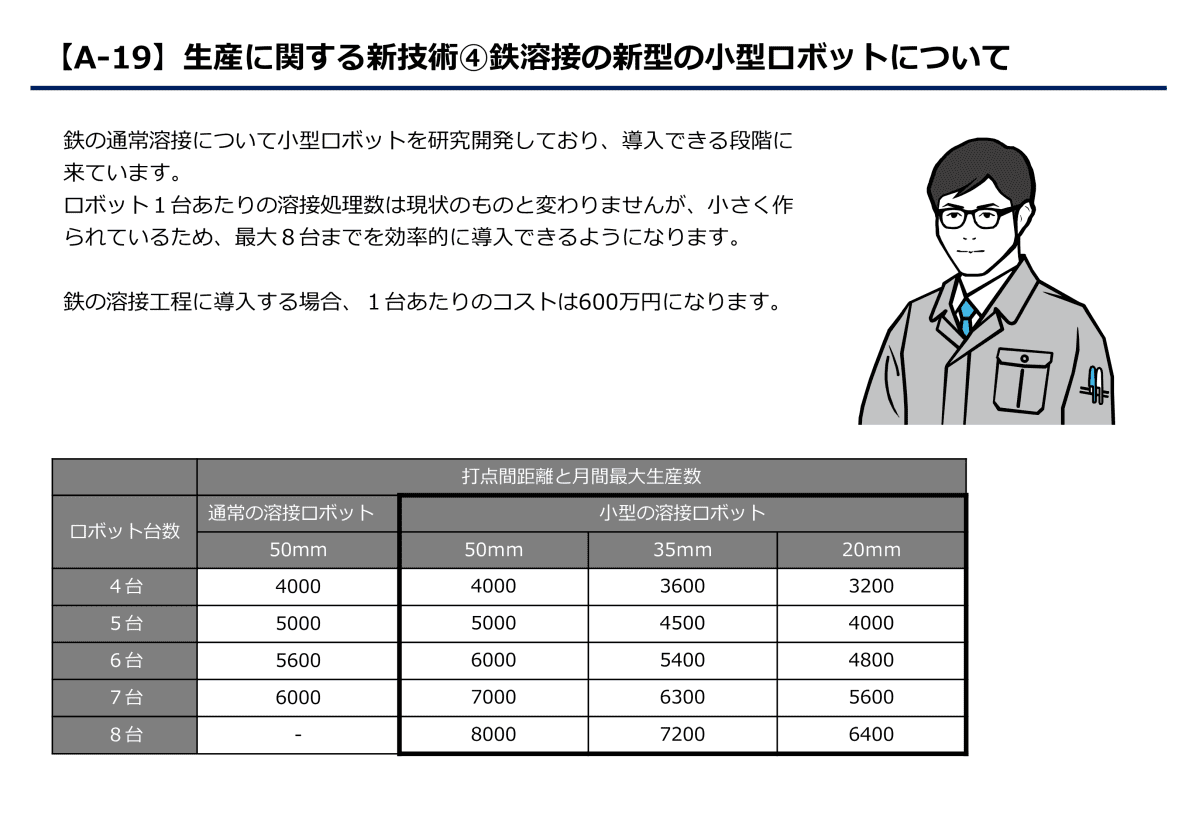 【A-19】生産に関する新技術④鉄溶接の新型の小型ロボットについて
鉄の通常溶接について小型ロボットを研究開発しており、導入できる段階に
来ています。
ロボット１台あたりの溶接処理数は現状のものと変わりませんが、小さく作
られているため、最大８台までを効率的に導入できるようになります。
鉄の溶接工程に導入する場合、１台あたりのコストは600万円になります。
打点間距離と月間最大生産数
ロボット台数 通常の溶接ロボット 小型の溶接ロボット
50mm 50mm 35mm 20mm
４台 4000 4000 3600 3200
５台 5000 5000 4500 4000
６台 5600 6000 5400 4800
７台 6000 7000 6300 5600
８台 - 8000 7200 6400